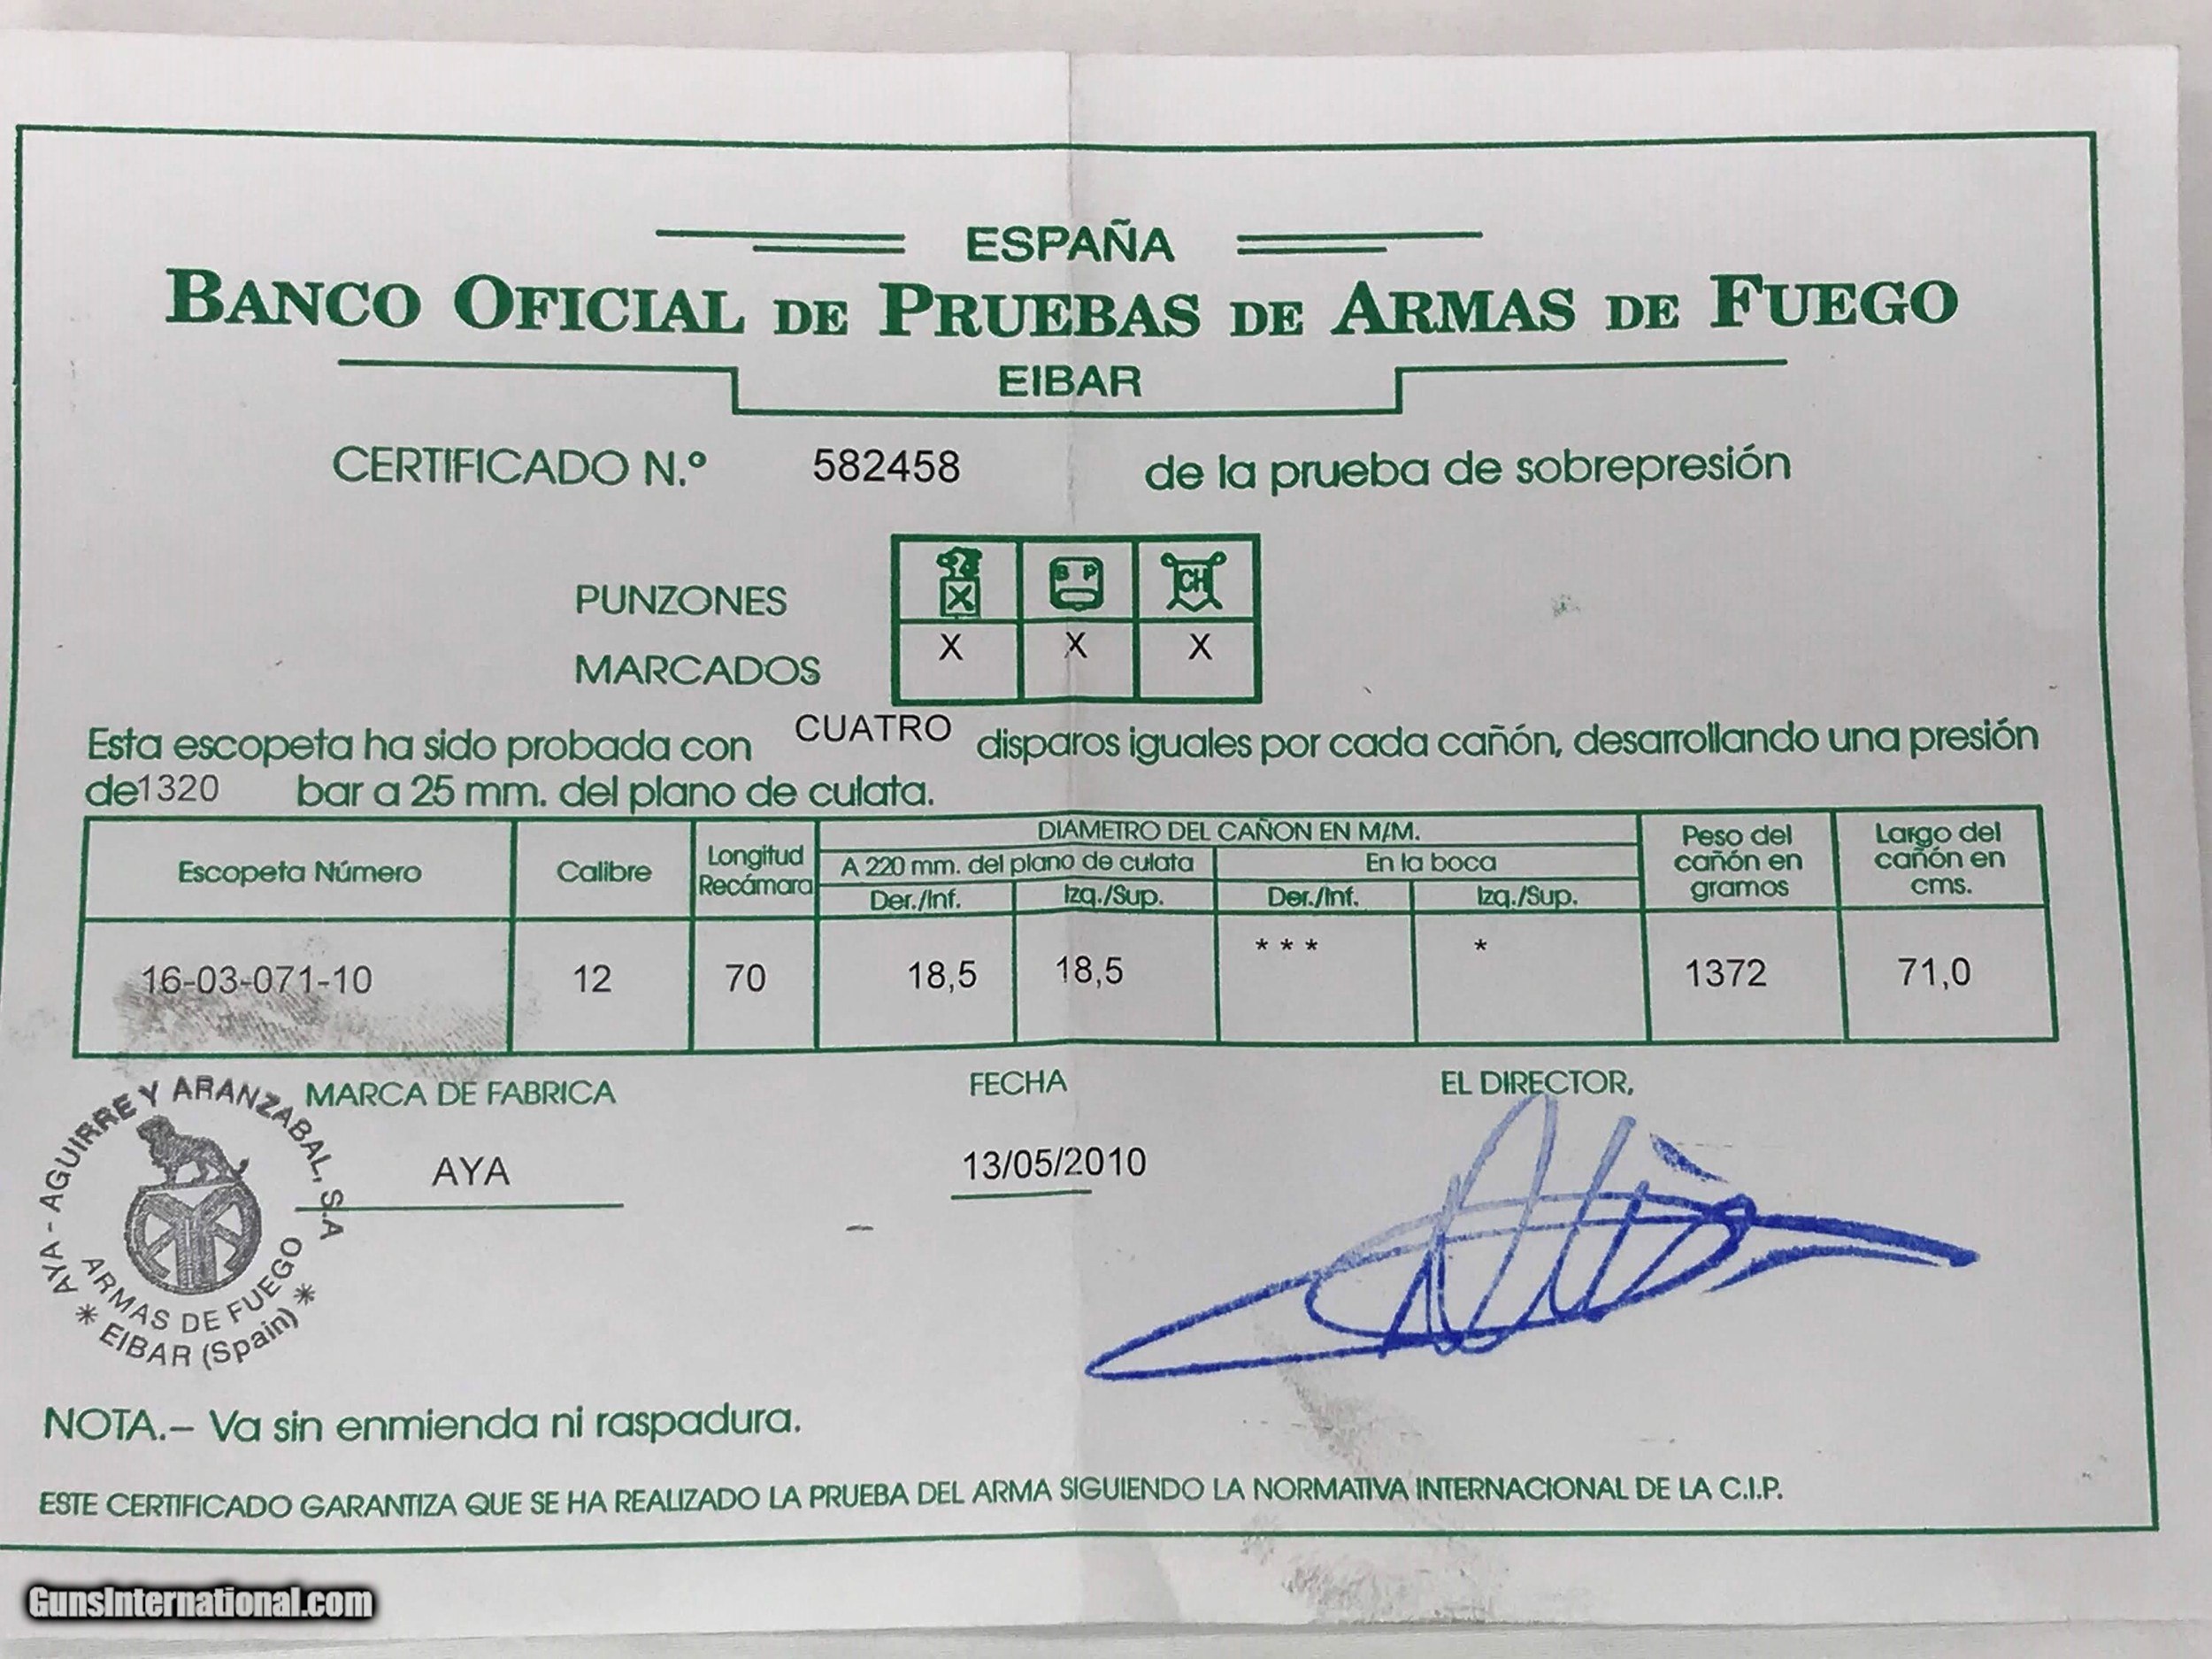 ESPAÑA
BANCO OFICIAL DE PRUEBAS DE ARMAS DE FUEGO
EIBAR
CERTIFICADO N.º 582458 de la prueba de sobrepresión
B P CH
PUNZONES
X X X
MARCADOS
Esta escopeta ha sido probada con CUATRO disparos iguales por cada cañón, desarrollando una presión
de1320 bar a 25 mm. del plano de culata.
DIAMETRO DEL CAÑON EN M/M.
Escopeta Número Calibre Longitud Recámara A 220 mm. del plano de culata En la boca Peso del cañón en gramos Largo del cañón en cms.
Der./Inf. Izq./Sup. Der./Inf. Izq./Sup.
16-03-071-10 12 70 18,5 18,5 * * * * 1372 71,0
MARCA DE FABRICA FECHA EL DIRECTOR,
AYA 13/05/2010
AYA - AGUIRRE Y ARANZABAL, S.A
ARMAS DE FUEGO
* EIBAR (Spain) *
NOTA.– Va sin enmienda ni raspadura.
ESTE CERTIFICADO GARANTIZA QUE SE HA REALIZADO LA PRUEBA DEL ARMA SIGUIENDO LA NORMATIVA INTERNACIONAL DE LA C.I.P.
GunsInternational.com